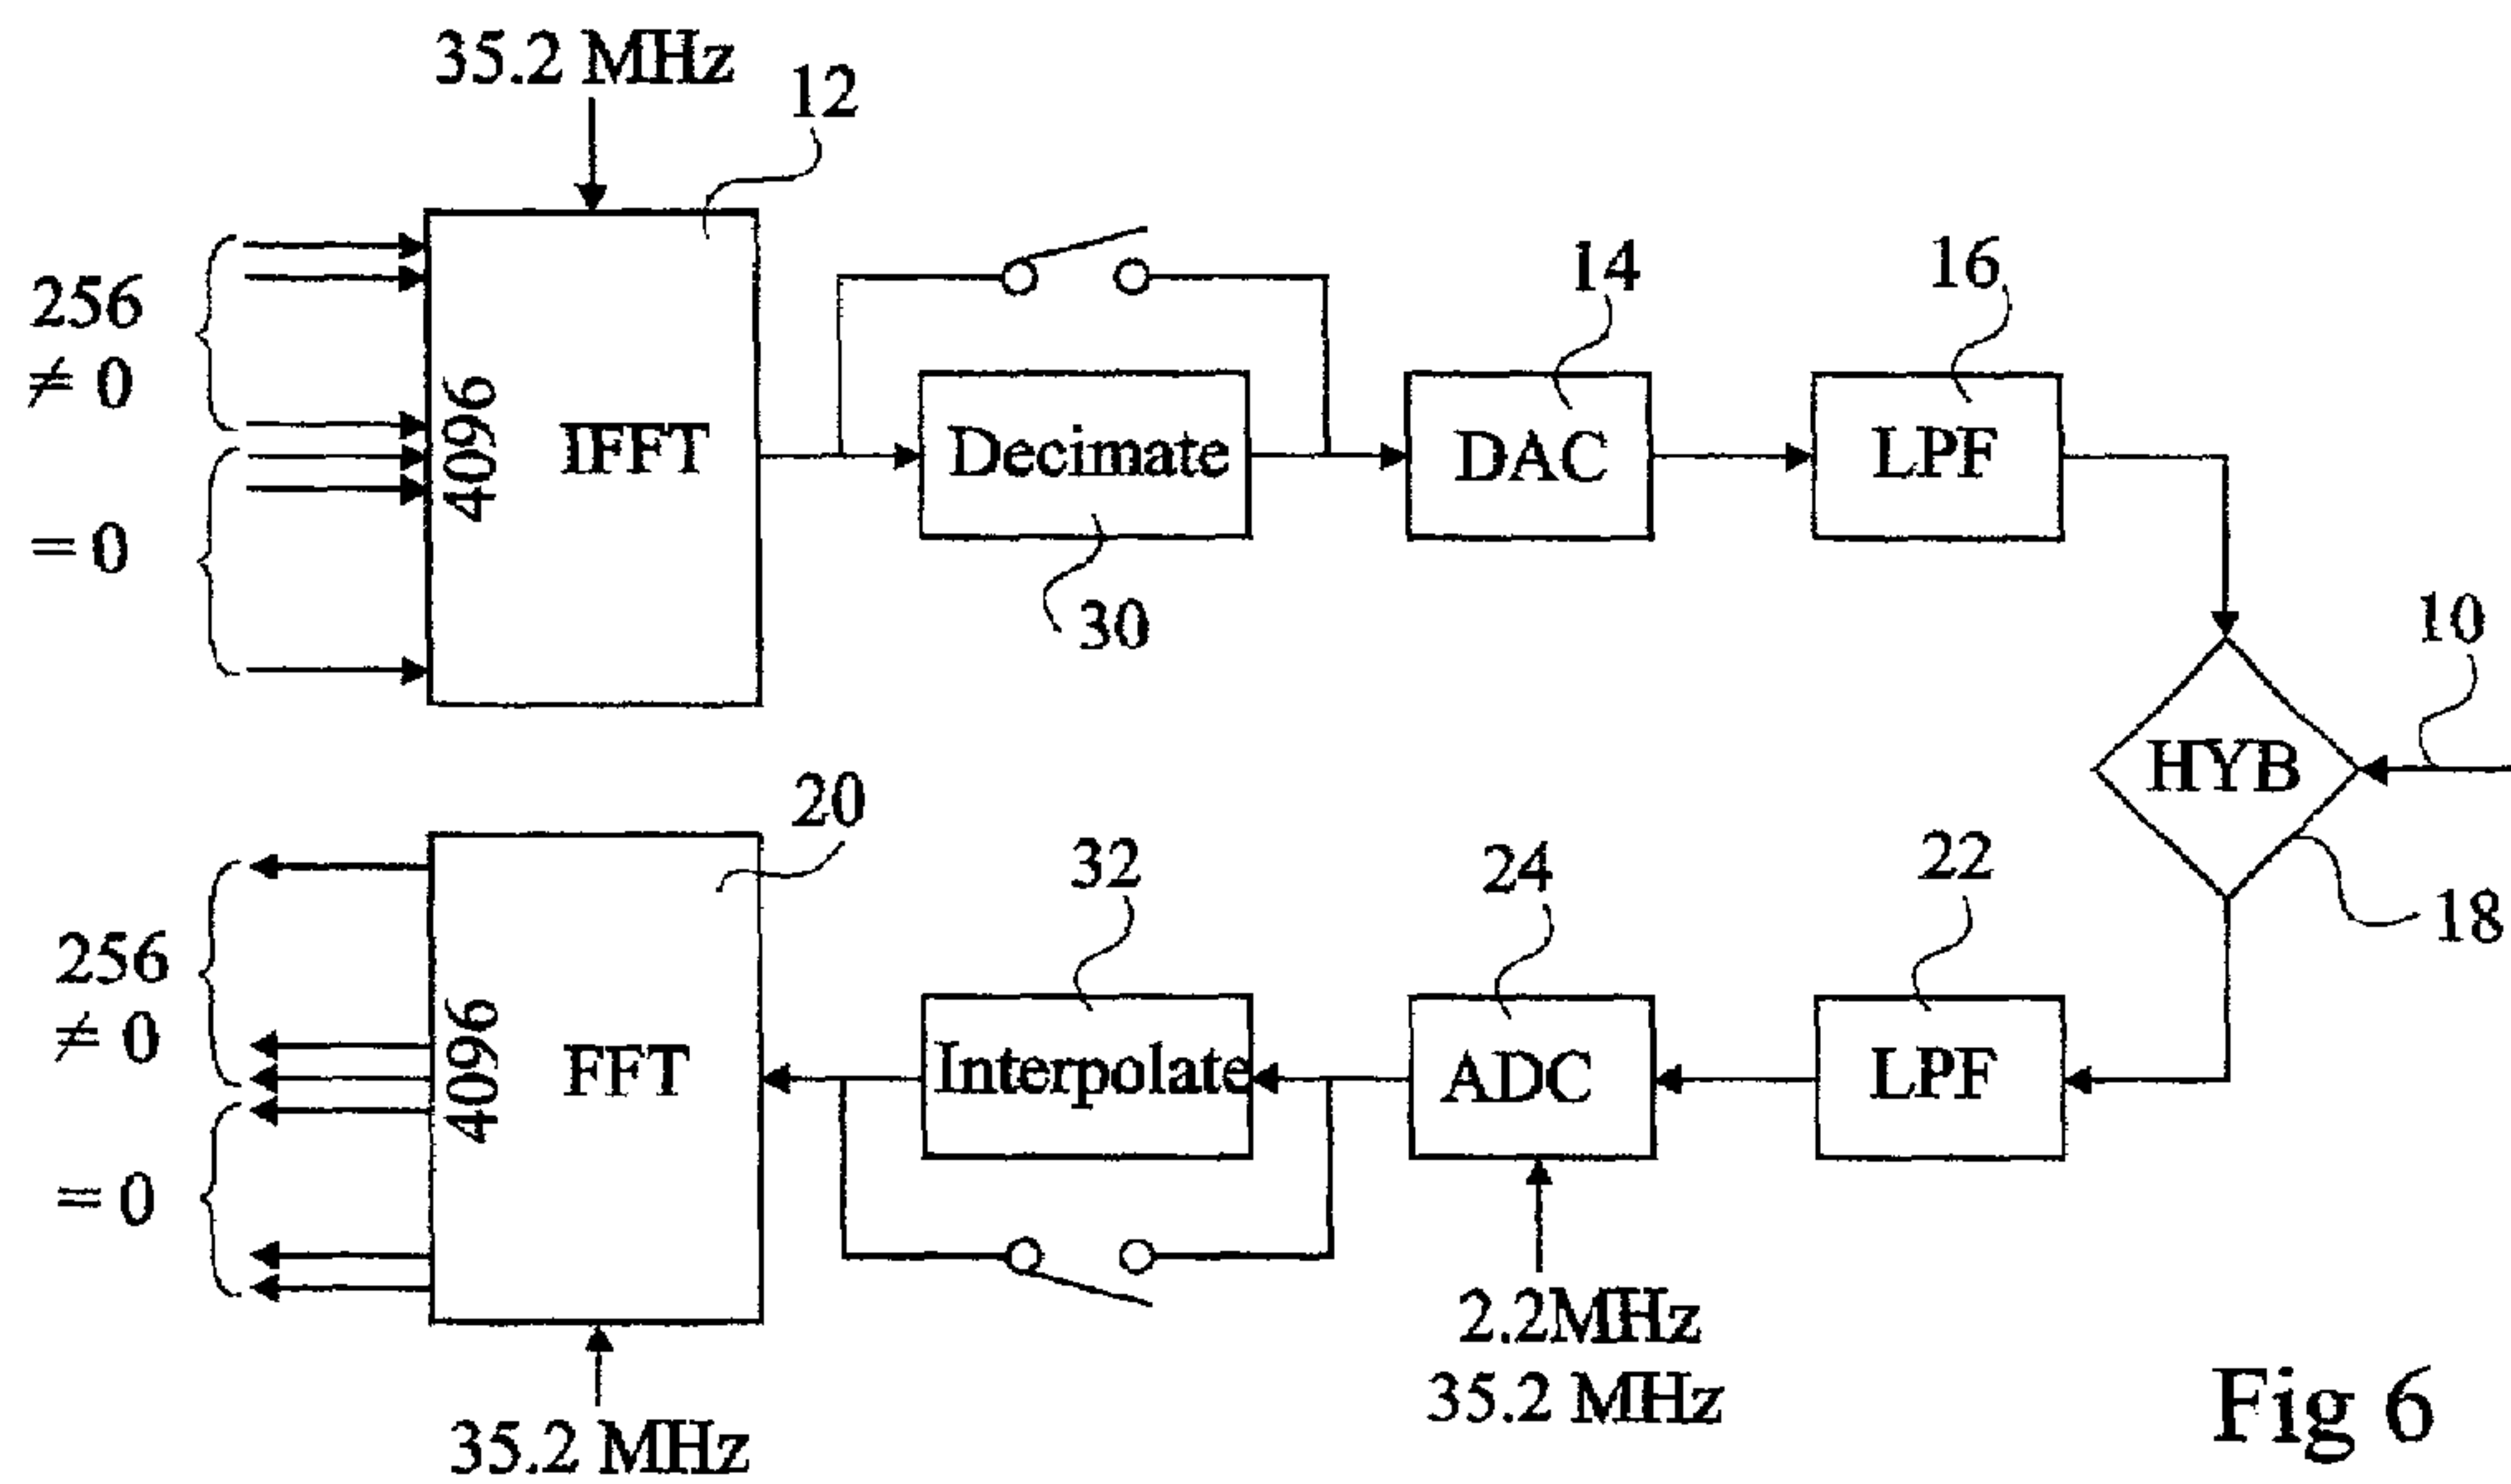 35.2 MHz
12
256
≠ 0
= 0
4096
IFFT
Decimate
30
14
DAC
16
LPF
10
HYB
18
20
256
≠ 0
= 0
4096
FFT
35.2 MHz
32
Interpolate
24
ADC
2.2MHz
35.2 MHz
22
LPF
Fig 6